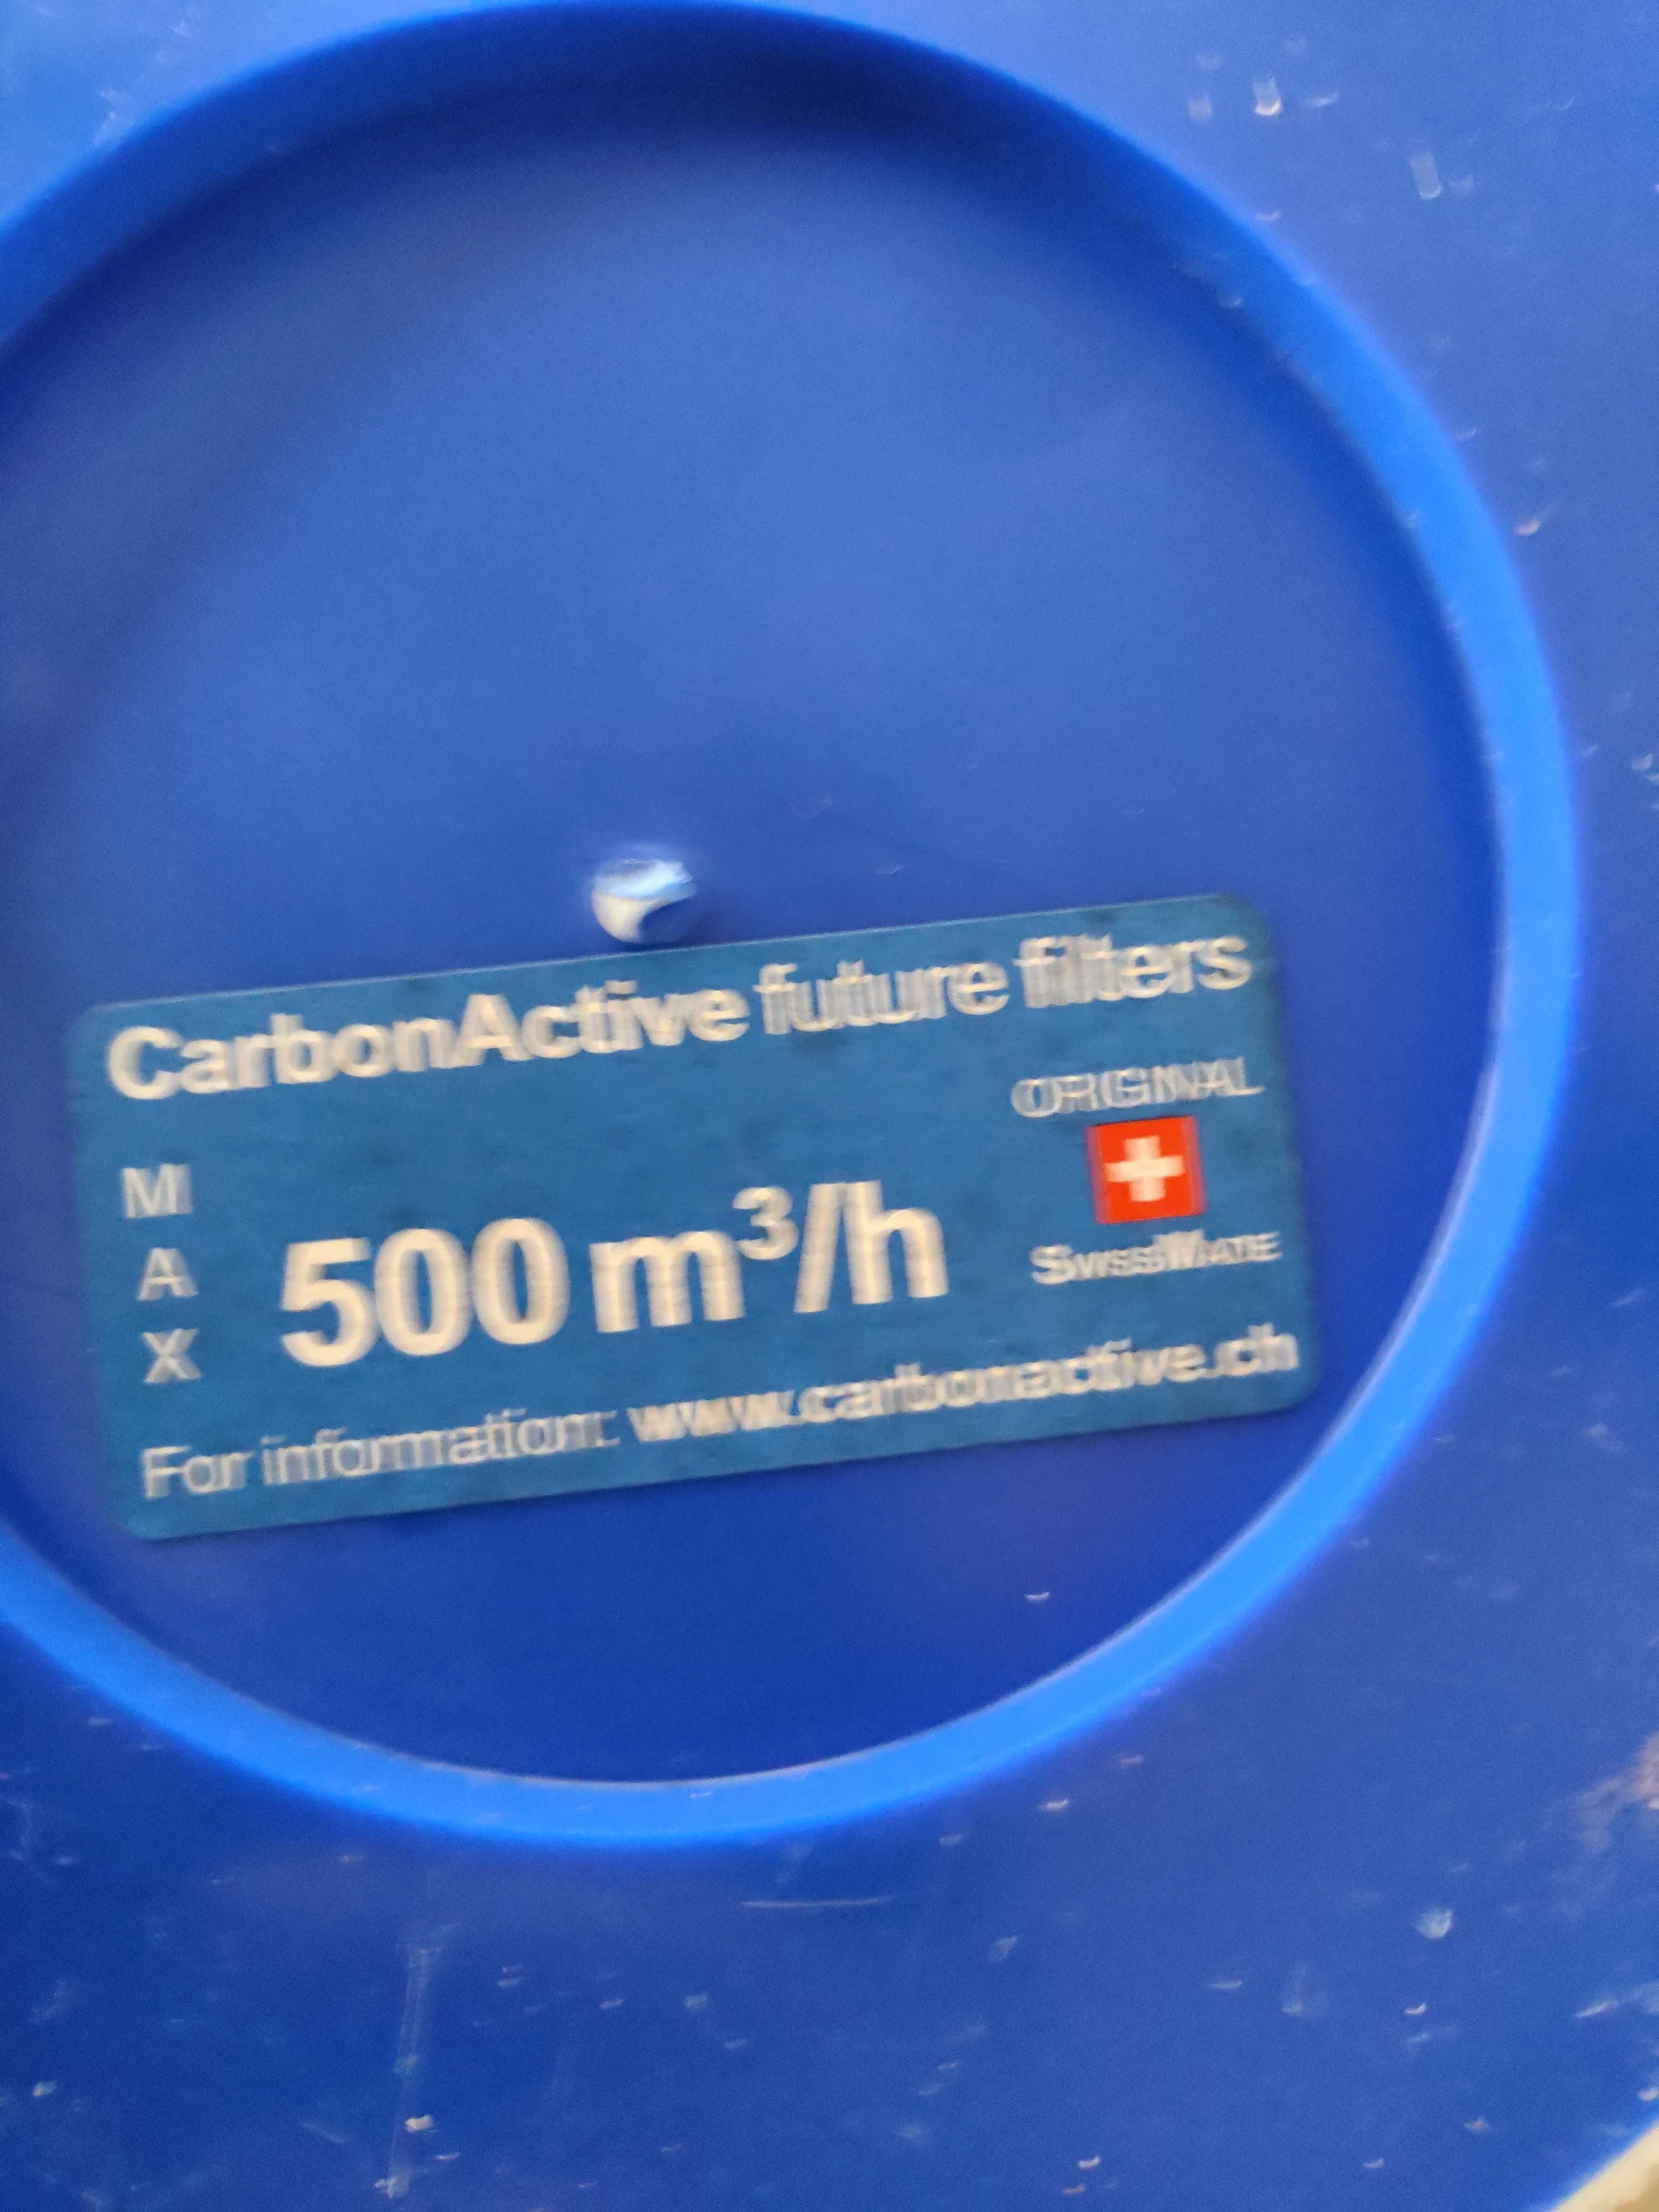 CarbonActive future filters
ORIGINAL
MAX
500 m³/h
SWISSMADE
For information: www.carbonactive.ch